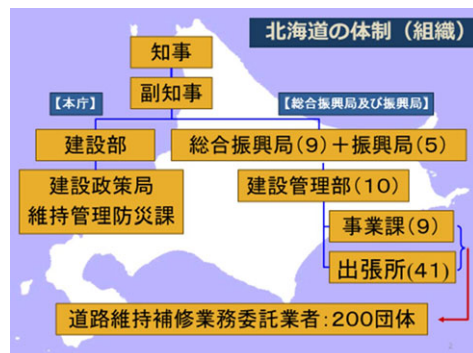 北海道の体制（組織）
知事
副知事
【本庁】
【総合振興局及び振興局】
建設部
総合振興局(9)＋振興局(5)
建設政策局
維持管理防災課
建設管理部(10)
事業課(9)
出張所(41)
道路維持補修業務委託業者：200団体
2